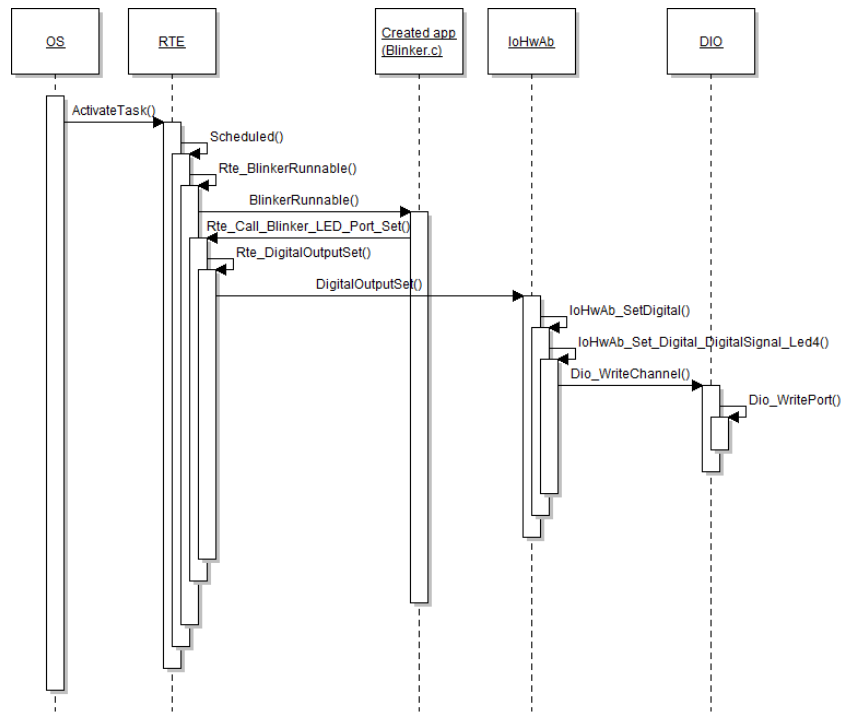 OS
RTE
Created app
(Blinker.c)
IoHwAb
DIO
ActivateTask()
Scheduled()
Rte_BlinkerRunnable()
BlinkerRunnable()
Rte_Call_Blinker_LED_Port_Set()
Rte_DigitalOutputSet()
DigitalOutputSet()
IoHwAb_SetDigital()
IoHwAb_Set_Digital_DigitalSignal_Led4()
Dio_WriteChannel()
Dio_WritePort()